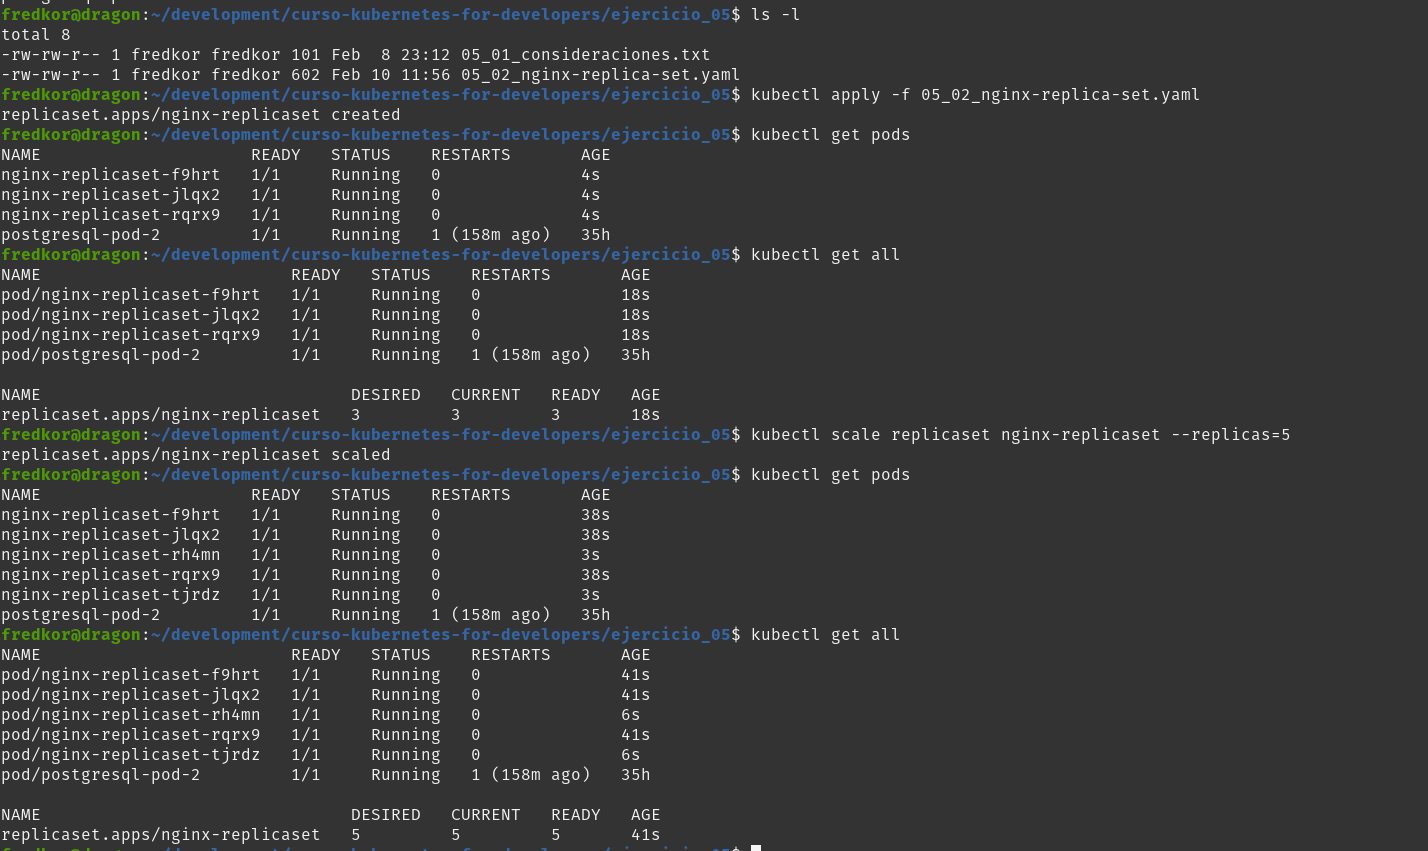 fredkor@dragon:~/development/curso-kubernetes-for-developers/ejercicio_05$ ls -l
total 8
-rw-rw-r-- 1 fredkor fredkor 101 Feb  8 23:12 05_01_consideraciones.txt
-rw-rw-r-- 1 fredkor fredkor 602 Feb 10 11:56 05_02_nginx-replica-set.yaml
fredkor@dragon:~/development/curso-kubernetes-for-developers/ejercicio_05$ kubectl apply -f 05_02_nginx-replica-set.yaml
replicaset.apps/nginx-replicaset created
fredkor@dragon:~/development/curso-kubernetes-for-developers/ejercicio_05$ kubectl get pods
NAME                     READY   STATUS    RESTARTS       AGE
nginx-replicaset-f9hrt   1/1     Running   0              4s
nginx-replicaset-jlqx2   1/1     Running   0              4s
nginx-replicaset-rqrx9   1/1     Running   0              4s
postgresql-pod-2         1/1     Running   1 (158m ago)   35h
fredkor@dragon:~/development/curso-kubernetes-for-developers/ejercicio_05$ kubectl get all
NAME                         READY   STATUS    RESTARTS       AGE
pod/nginx-replicaset-f9hrt   1/1     Running   0              18s
pod/nginx-replicaset-jlqx2   1/1     Running   0              18s
pod/nginx-replicaset-rqrx9   1/1     Running   0              18s
pod/postgresql-pod-2         1/1     Running   1 (158m ago)   35h

NAME                               DESIRED   CURRENT   READY   AGE
replicaset.apps/nginx-replicaset   3         3         3       18s
fredkor@dragon:~/development/curso-kubernetes-for-developers/ejercicio_05$ kubectl scale replicaset nginx-replicaset --replicas=5
replicaset.apps/nginx-replicaset scaled
fredkor@dragon:~/development/curso-kubernetes-for-developers/ejercicio_05$ kubectl get pods
NAME                     READY   STATUS    RESTARTS       AGE
nginx-replicaset-f9hrt   1/1     Running   0              38s
nginx-replicaset-jlqx2   1/1     Running   0              38s
nginx-replicaset-rh4mn   1/1     Running   0              3s
nginx-replicaset-rqrx9   1/1     Running   0              38s
nginx-replicaset-tjrdz   1/1     Running   0              3s
postgresql-pod-2         1/1     Running   1 (158m ago)   35h
fredkor@dragon:~/development/curso-kubernetes-for-developers/ejercicio_05$ kubectl get all
NAME                         READY   STATUS    RESTARTS       AGE
pod/nginx-replicaset-f9hrt   1/1     Running   0              41s
pod/nginx-replicaset-jlqx2   1/1     Running   0              41s
pod/nginx-replicaset-rh4mn   1/1     Running   0              6s
pod/nginx-replicaset-rqrx9   1/1     Running   0              41s
pod/nginx-replicaset-tjrdz   1/1     Running   0              6s
pod/postgresql-pod-2         1/1     Running   1 (158m ago)   35h

NAME                               DESIRED   CURRENT   READY   AGE
replicaset.apps/nginx-replicaset   5         5         5       41s